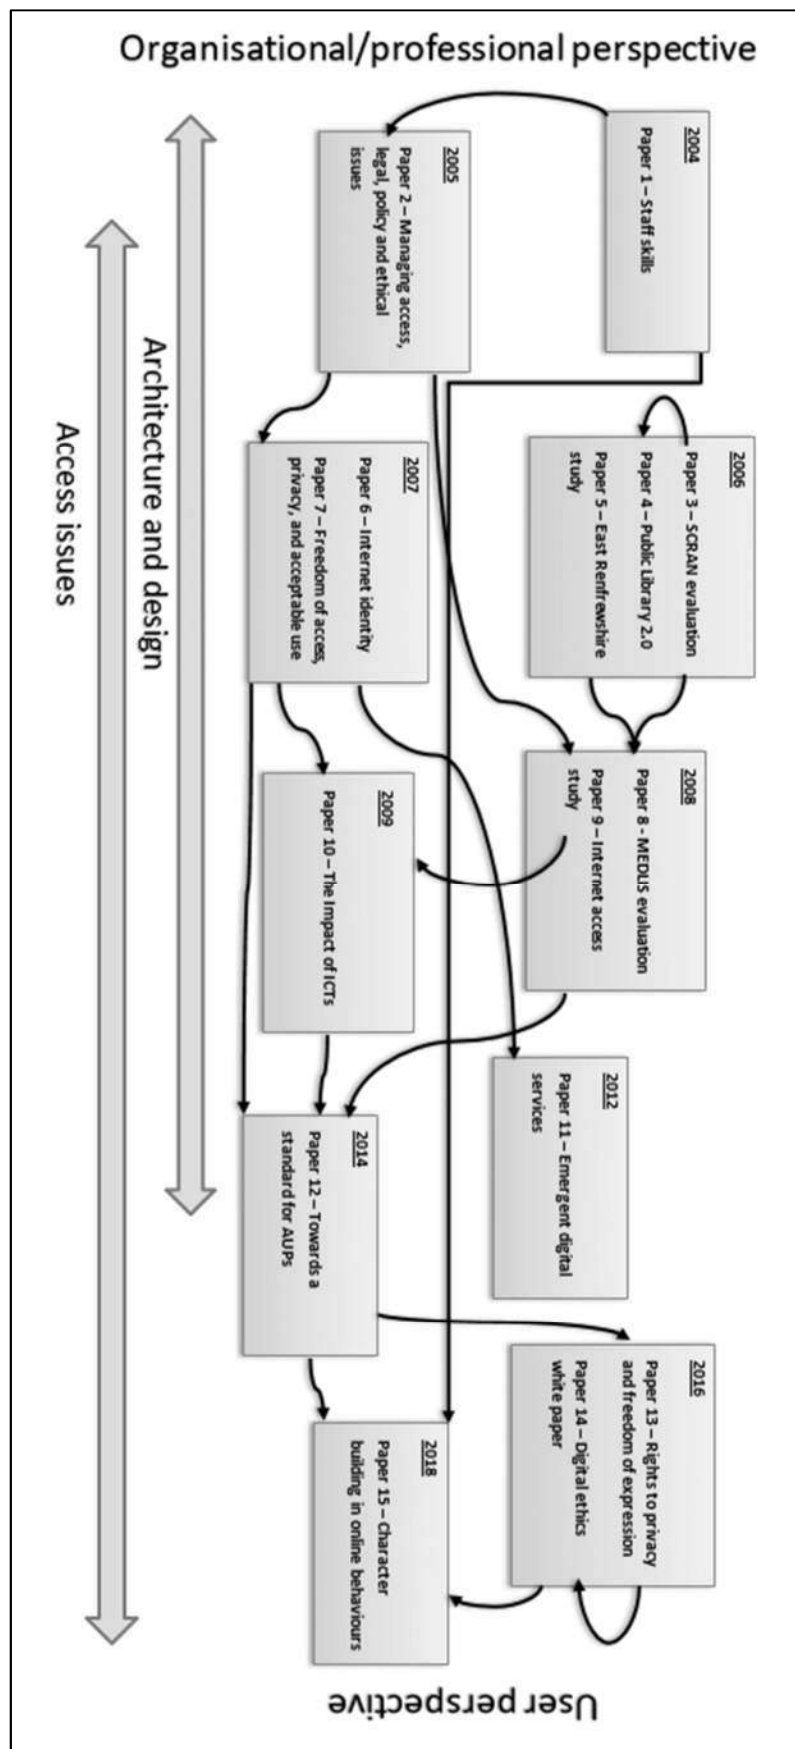 Organisational/professional perspective
2004
Paper 1 – Staff skills
2005
Paper 2 – Managing access,
legal, policy and ethical
issues
2006
Paper 3 – SCRAN evaluation
Paper 4 – Public Library 2.0
Paper 5 – East Renfrewshire
study
2007
Paper 6 – Internet identity
Paper 7 – Freedom of access,
privacy, and acceptable use
2008
Paper 8 - MEDLIS evaluation
Paper 9 – Internet access
study
2009
Paper 10 – The Impact of ICTs
2012
Paper 11 – Emergent digital
services
2014
Paper 12 – Towards a
standard for AUPs
2016
Paper 13 – Rights to privacy
and freedom of expression
Paper 14 – Digital ethics
white paper
2018
Paper 15 – Character
building in online behaviours
User perspective
Architecture and design
Access issues